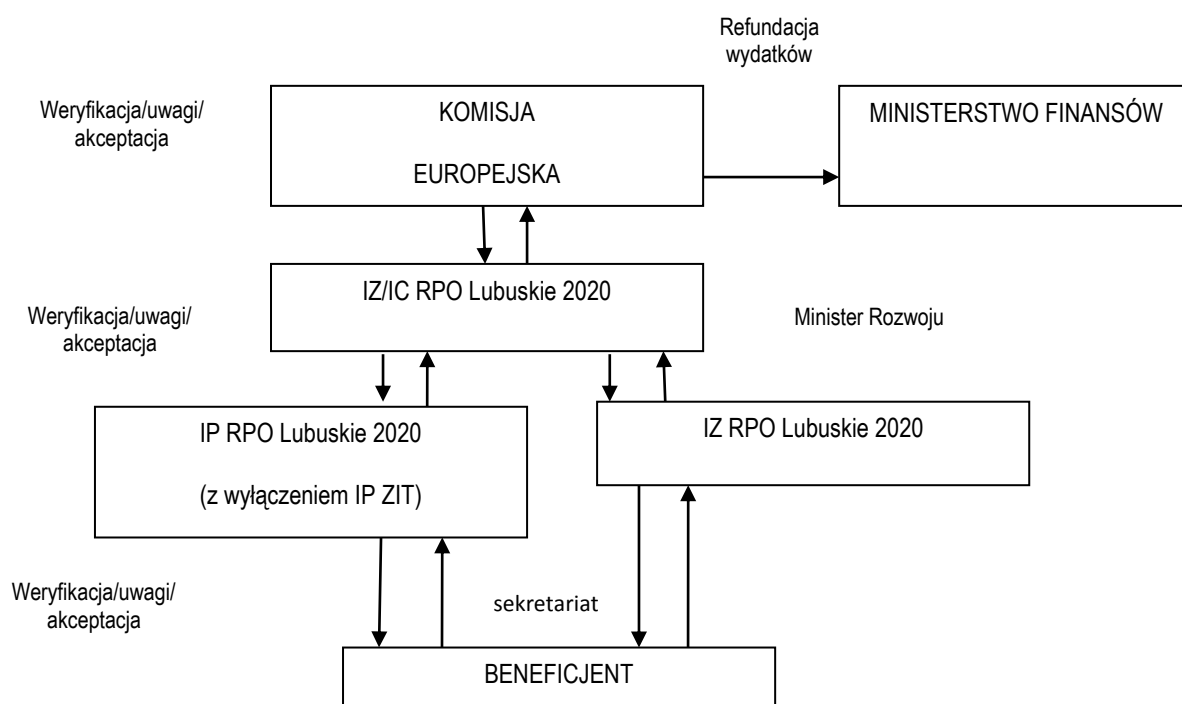 Refundacja
wydatków
Weryfikacja/uwagi/
akceptacja
KOMISJA
EUROPEJSKA
MINISTERSTWO FINANSÓW
IZ/IC RPO Lubuskie 2020
Weryfikacja/uwagi/
akceptacja
Minister Rozwoju
IP RPO Lubuskie 2020
(z wyłączeniem IP ZIT)
IZ RPO Lubuskie 2020
Weryfikacja/uwagi/
akceptacja
sekretariat
BENEFICJENT